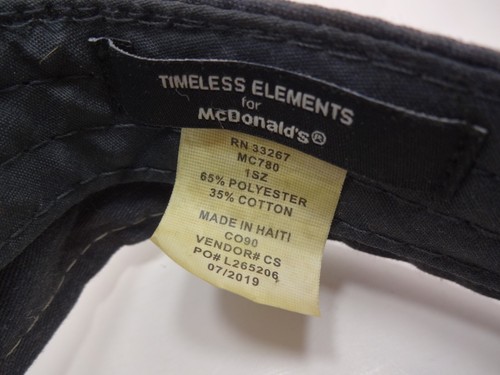 TIMELESS ELEMENTS
for
McDonald's®
RN 33267
MC780
1SZ
65% POLYESTER
35% COTTON
MADE IN HAITI
CO90
VENDOR# CS
PO# L265206
07/2019